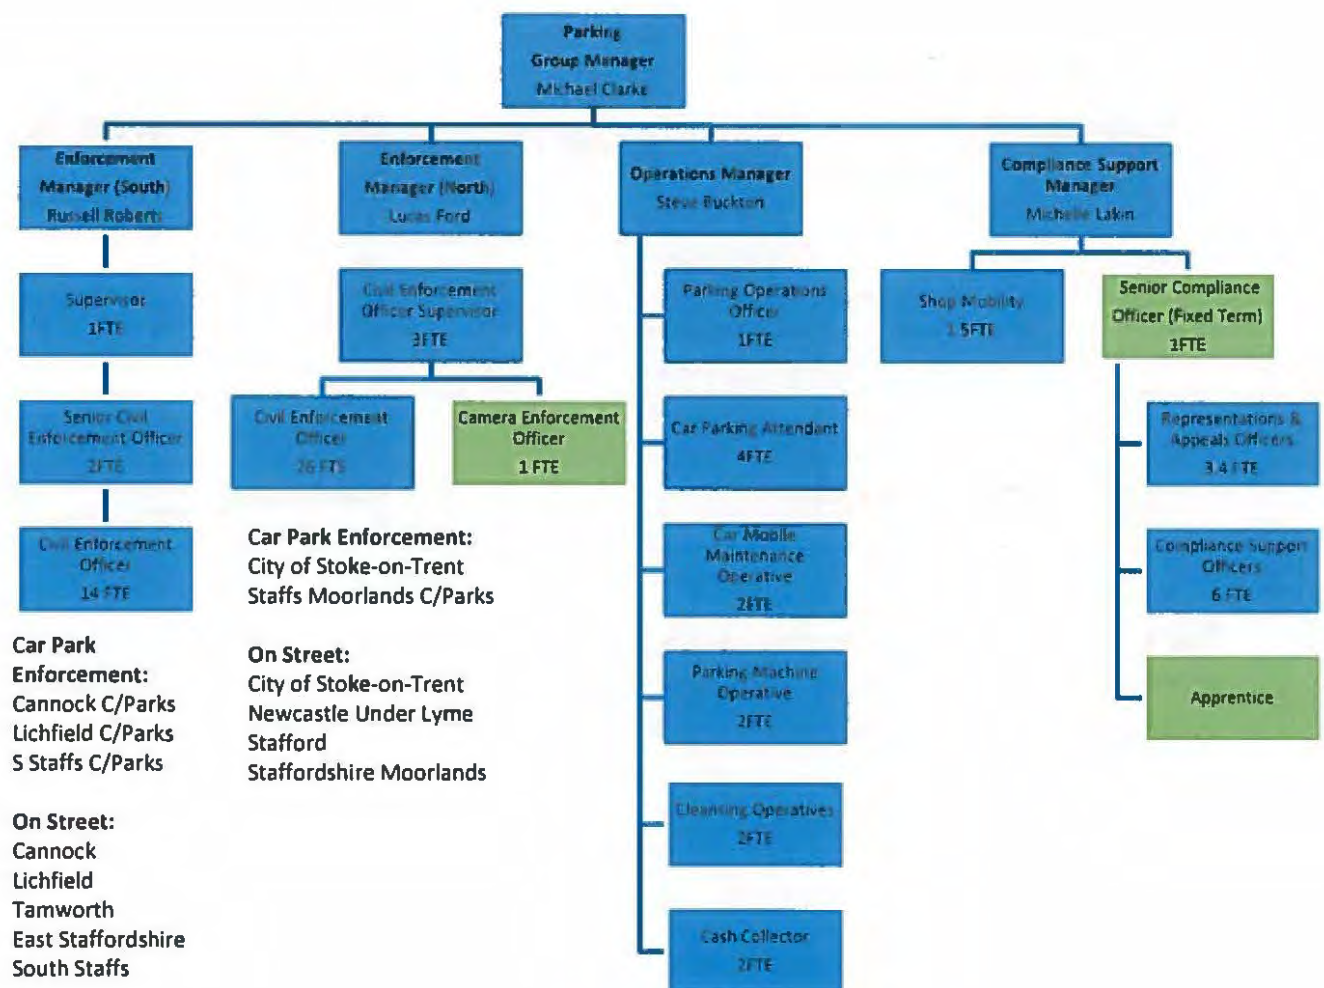 Parking
Group Manager
Michael Clarke
Enforcement
Manager (South)
Russell Roberts
Supervisor
1FTE
Senior Civil
Enforcement Officer
2FTE
Civil Enforcement
Officer
14 FTE
Car Park
Enforcement:
Cannock C/Parks
Lichfield C/Parks
S Staffs C/Parks
On Street:
Cannock
Lichfield
Tamworth
East Staffordshire
South Staffs
Enforcement
Manager (North)
Lucas Ford
Civil Enforcement
Officer Supervisor
3FTE
Civil Enforcement
Officer
26 FTE
Camera Enforcement
Officer
1 FTE
Car Park Enforcement:
City of Stoke-on-Trent
Staffs Moorlands C/Parks
On Street:
City of Stoke-on-Trent
Newcastle Under Lyme
Stafford
Staffordshire Moorlands
Operations Manager
Steve Buckton
Parking Operations
Officer
1FTE
Car Parking Attendant
4FTE
Car Mobile
Maintenance
Operative
2FTE
Parking Machine
Operative
2FTE
Cleansing Operatives
2FTE
Cash Collector
2FTE
Compliance Support
Manager
Michelle Lakin
Shop Mobility
1.5FTE
Senior Compliance
Officer (Fixed Term)
1FTE
Representations &
Appeals Officers
3.4 FTE
Compliance Support
Officers
6 FTE
Apprentice